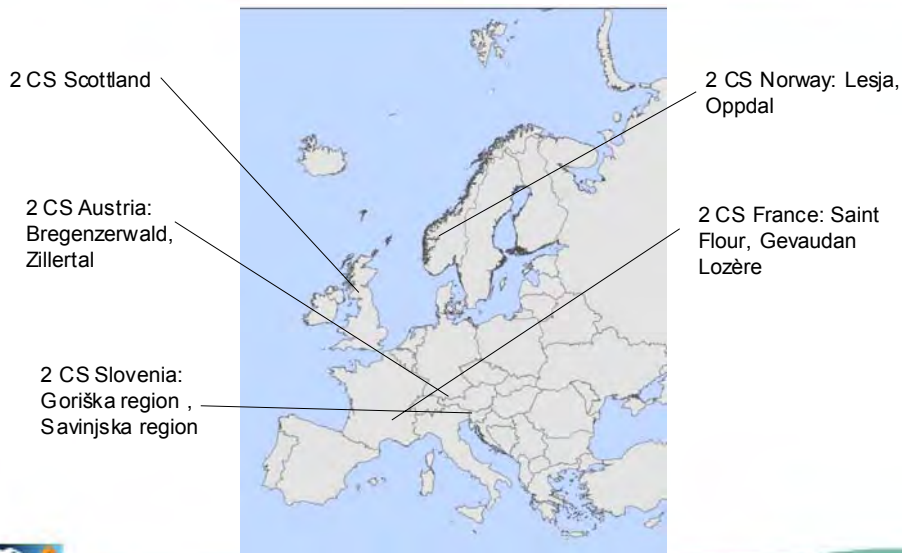 2 CS Scottland
2 CS Norway: Lesja,
Oppdal
2 CS Austria:
Bregenzerwald,
Zillertal
2 CS France: Saint
Flour, Gevaudan
Lozère
2 CS Slovenia:
Goriška region ,
Savinjska region